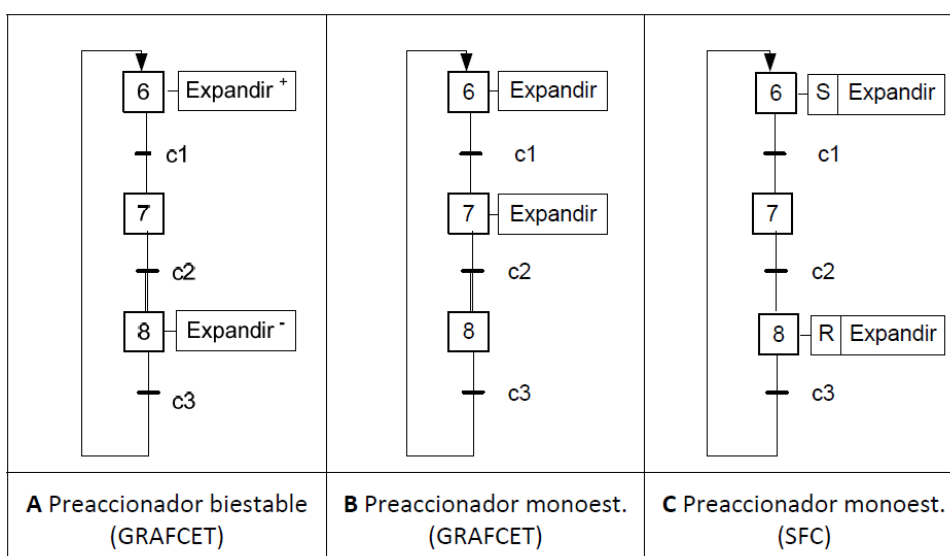 6 Expandir +
c1
7
c2
8 Expandir -
c3
A Preaccionador biestable
(GRAFCET)
6 Expandir
c1
7 Expandir
c2
8
c3
B Preaccionador monoest.
(GRAFCET)
6 S Expandir
c1
7
c2
8 R Expandir
c3
C Preaccionador monoest.
(SFC)